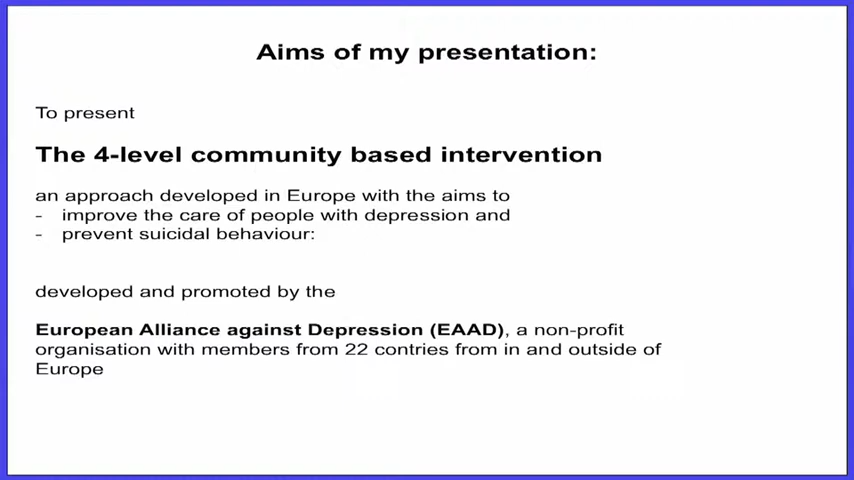 Aims of my presentation:
To present
The 4-level community based intervention
an approach developed in Europe with the aims to
- improve the care of people with depression and
- prevent suicidal behaviour:
developed and promoted by the
European Alliance against Depression (EAAD), a non-profit
organisation with members from 22 contries from in and outside of
Europe